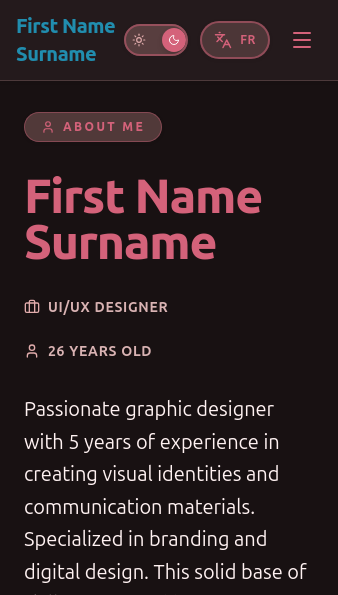 First Name
Surname
FR
ABOUT ME
First Name
Surname
UI/UX DESIGNER
26 YEARS OLD
Passionate graphic designer
with 5 years of experience in
creating visual identities and
communication materials.
Specialized in branding and
digital design. This solid base of